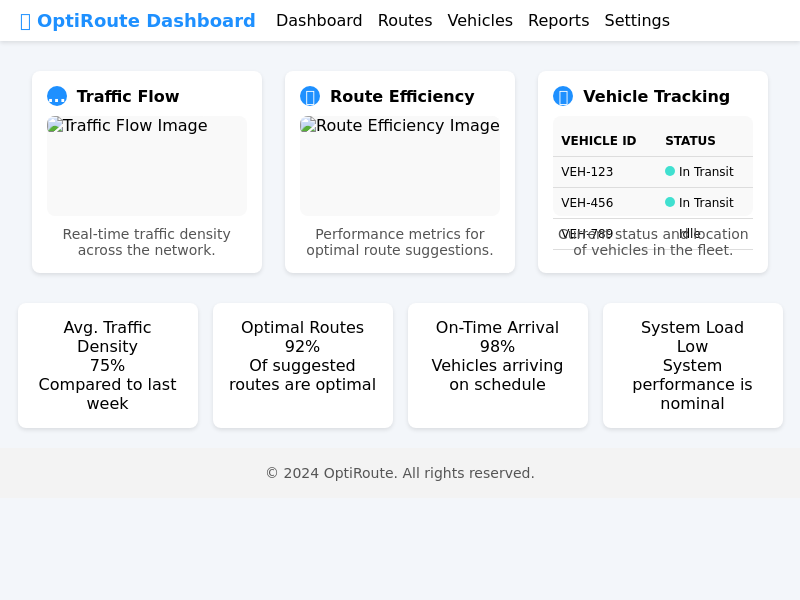 OptiRoute Dashboard Dashboard Routes Vehicles Reports Settings
Traffic Flow
Traffic Flow Image
Real-time traffic density
across the network.
Route Efficiency
Route Efficiency Image
Performance metrics for
optimal route suggestions.
Vehicle Tracking
VEHICLE ID STATUS
VEH-123 In Transit
VEH-456 In Transit
VEH-789 Idle
status and location
of vehicles in the fleet.
Avg. Traffic
Density
75%
Compared to last
week
Optimal Routes
92%
Of suggested
routes are optimal
On-Time Arrival
98%
Vehicles arriving
on schedule
System Load
Low
System
performance is
nominal
© 2024 OptiRoute. All rights reserved.